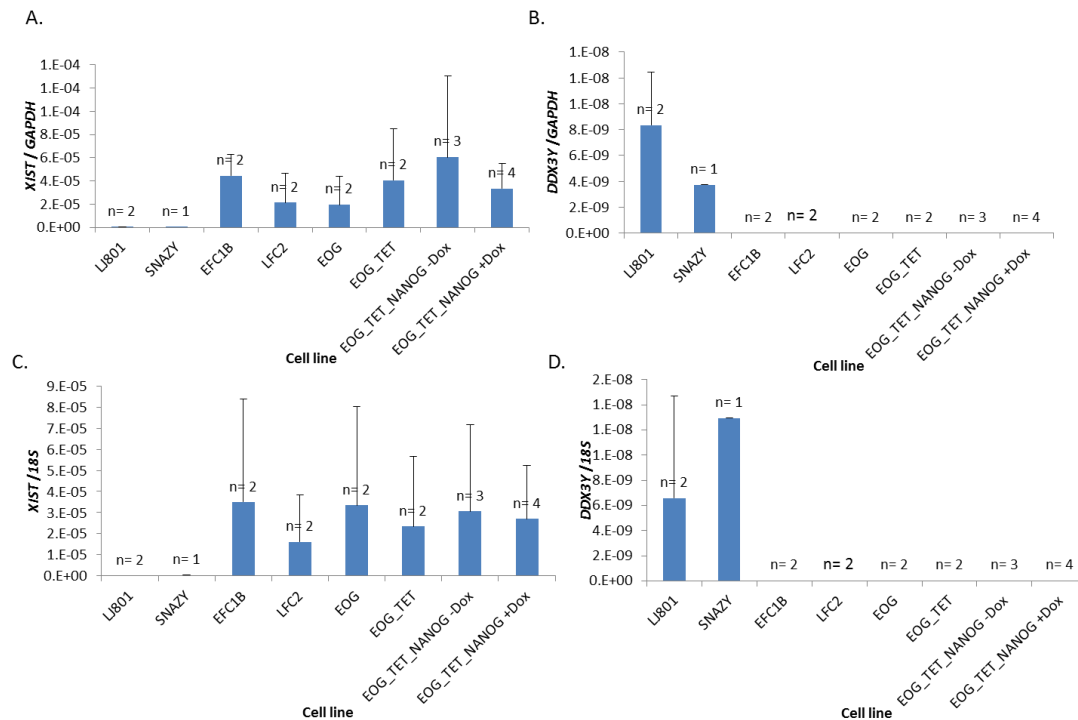 A.
XIST / GAPDH
1.E-04
1.E-04
1.E-04
8.E-05
6.E-05
4.E-05
2.E-05
0.E+00
n= 2
n= 1
n= 2
n= 2
n= 2
n= 2
n= 3
n= 4
LJ801
SNAZY
EFC1B
LFC2
EOG
EOG_TET
EOG_TET_NANOG -Dox
EOG_TET_NANOG +Dox
Cell line
B.
DDX3Y /GAPDH
1.E-08
1.E-08
1.E-08
8.E-09
6.E-09
4.E-09
2.E-09
0.E+00
n= 2
n= 1
n= 2
n= 2
n= 2
n= 2
n= 3
n= 4
LJ801
SNAZY
EFC1B
LFC2
EOG
EOG_TET
EOG_TET_NANOG -Dox
EOG_TET_NANOG +Dox
Cell line
C.
XIST /18S
9.E-05
8.E-05
7.E-05
6.E-05
5.E-05
4.E-05
3.E-05
2.E-05
1.E-05
0.E+00
n= 2
n= 1
n= 2
n= 2
n= 2
n= 2
n= 3
n= 4
LJ801
SNAZY
EFC1B
LFC2
EOG
EOG_TET
EOG_TET_NANOG -Dox
EOG_TET_NANOG +Dox
Cell line
D.
DDX3Y /18S
2.E-08
1.E-08
1.E-08
1.E-08
8.E-09
6.E-09
4.E-09
2.E-09
0.E+00
n= 2
n= 1
n= 2
n= 2
n= 2
n= 2
n= 3
n= 4
LJ801
SNAZY
EFC1B
LFC2
EOG
EOG_TET
EOG_TET_NANOG -Dox
EOG_TET_NANOG +Dox
Cell line